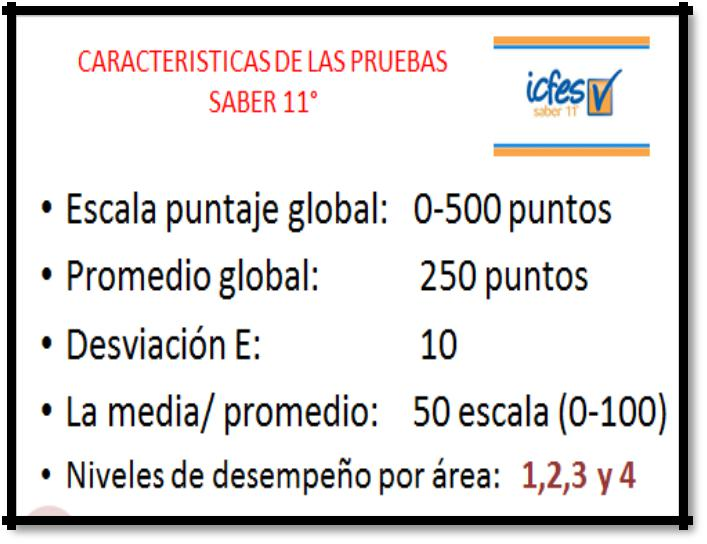 CARACTERISTICAS DE LAS PRUEBAS
SABER 11°
icfes
saber 11°
• Escala puntaje global: 0-500 puntos
• Promedio global: 250 puntos
• Desviación E: 10
• La media/ promedio: 50 escala (0-100)
• Niveles de desempeño por área: 1,2,3 y 4